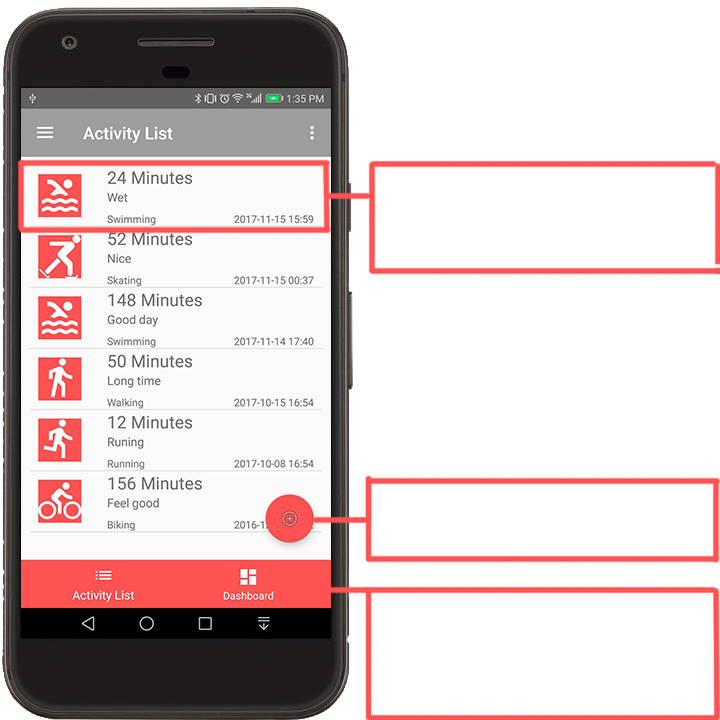 3G 1:35 PM
Activity List
24 Minutes
Wet
Swimming 2017-11-15 15:59
52 Minutes
Nice
Skating 2017-11-15 00:37
148 Minutes
Good day
Swimming 2017-11-14 17:40
50 Minutes
Long time
Walking 2017-10-15 16:54
12 Minutes
Runing
Running 2017-10-08 16:54
156 Minutes
Feel good
Biking 2016-1
Activity List Dashboard